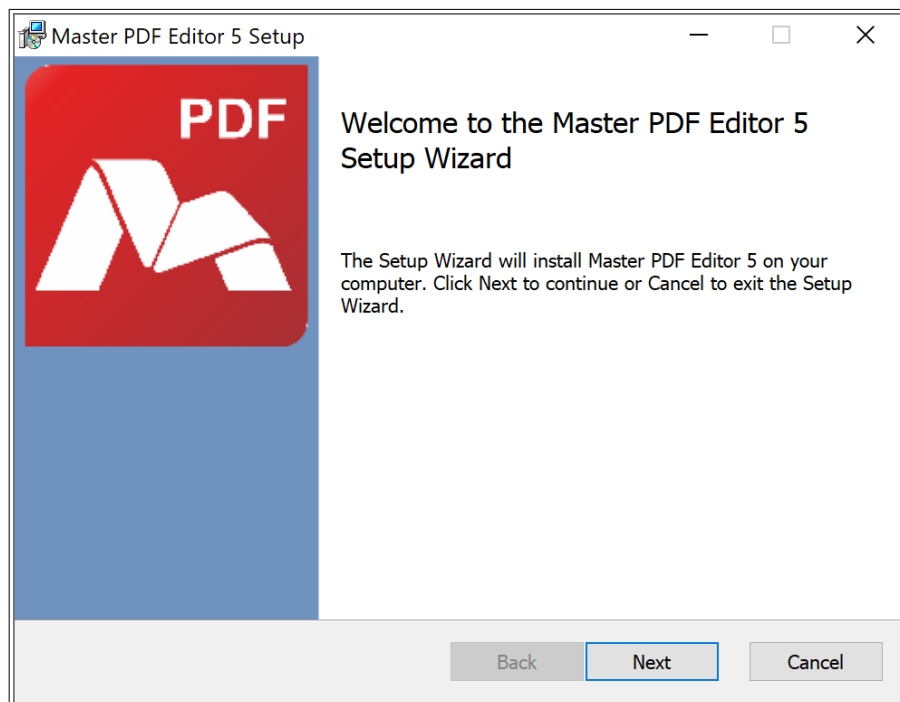 Master PDF Editor 5 Setup
PDF
Welcome to the Master PDF Editor 5
Setup Wizard
The Setup Wizard will install Master PDF Editor 5 on your
computer. Click Next to continue or Cancel to exit the Setup
Wizard.
Back
Next
Cancel